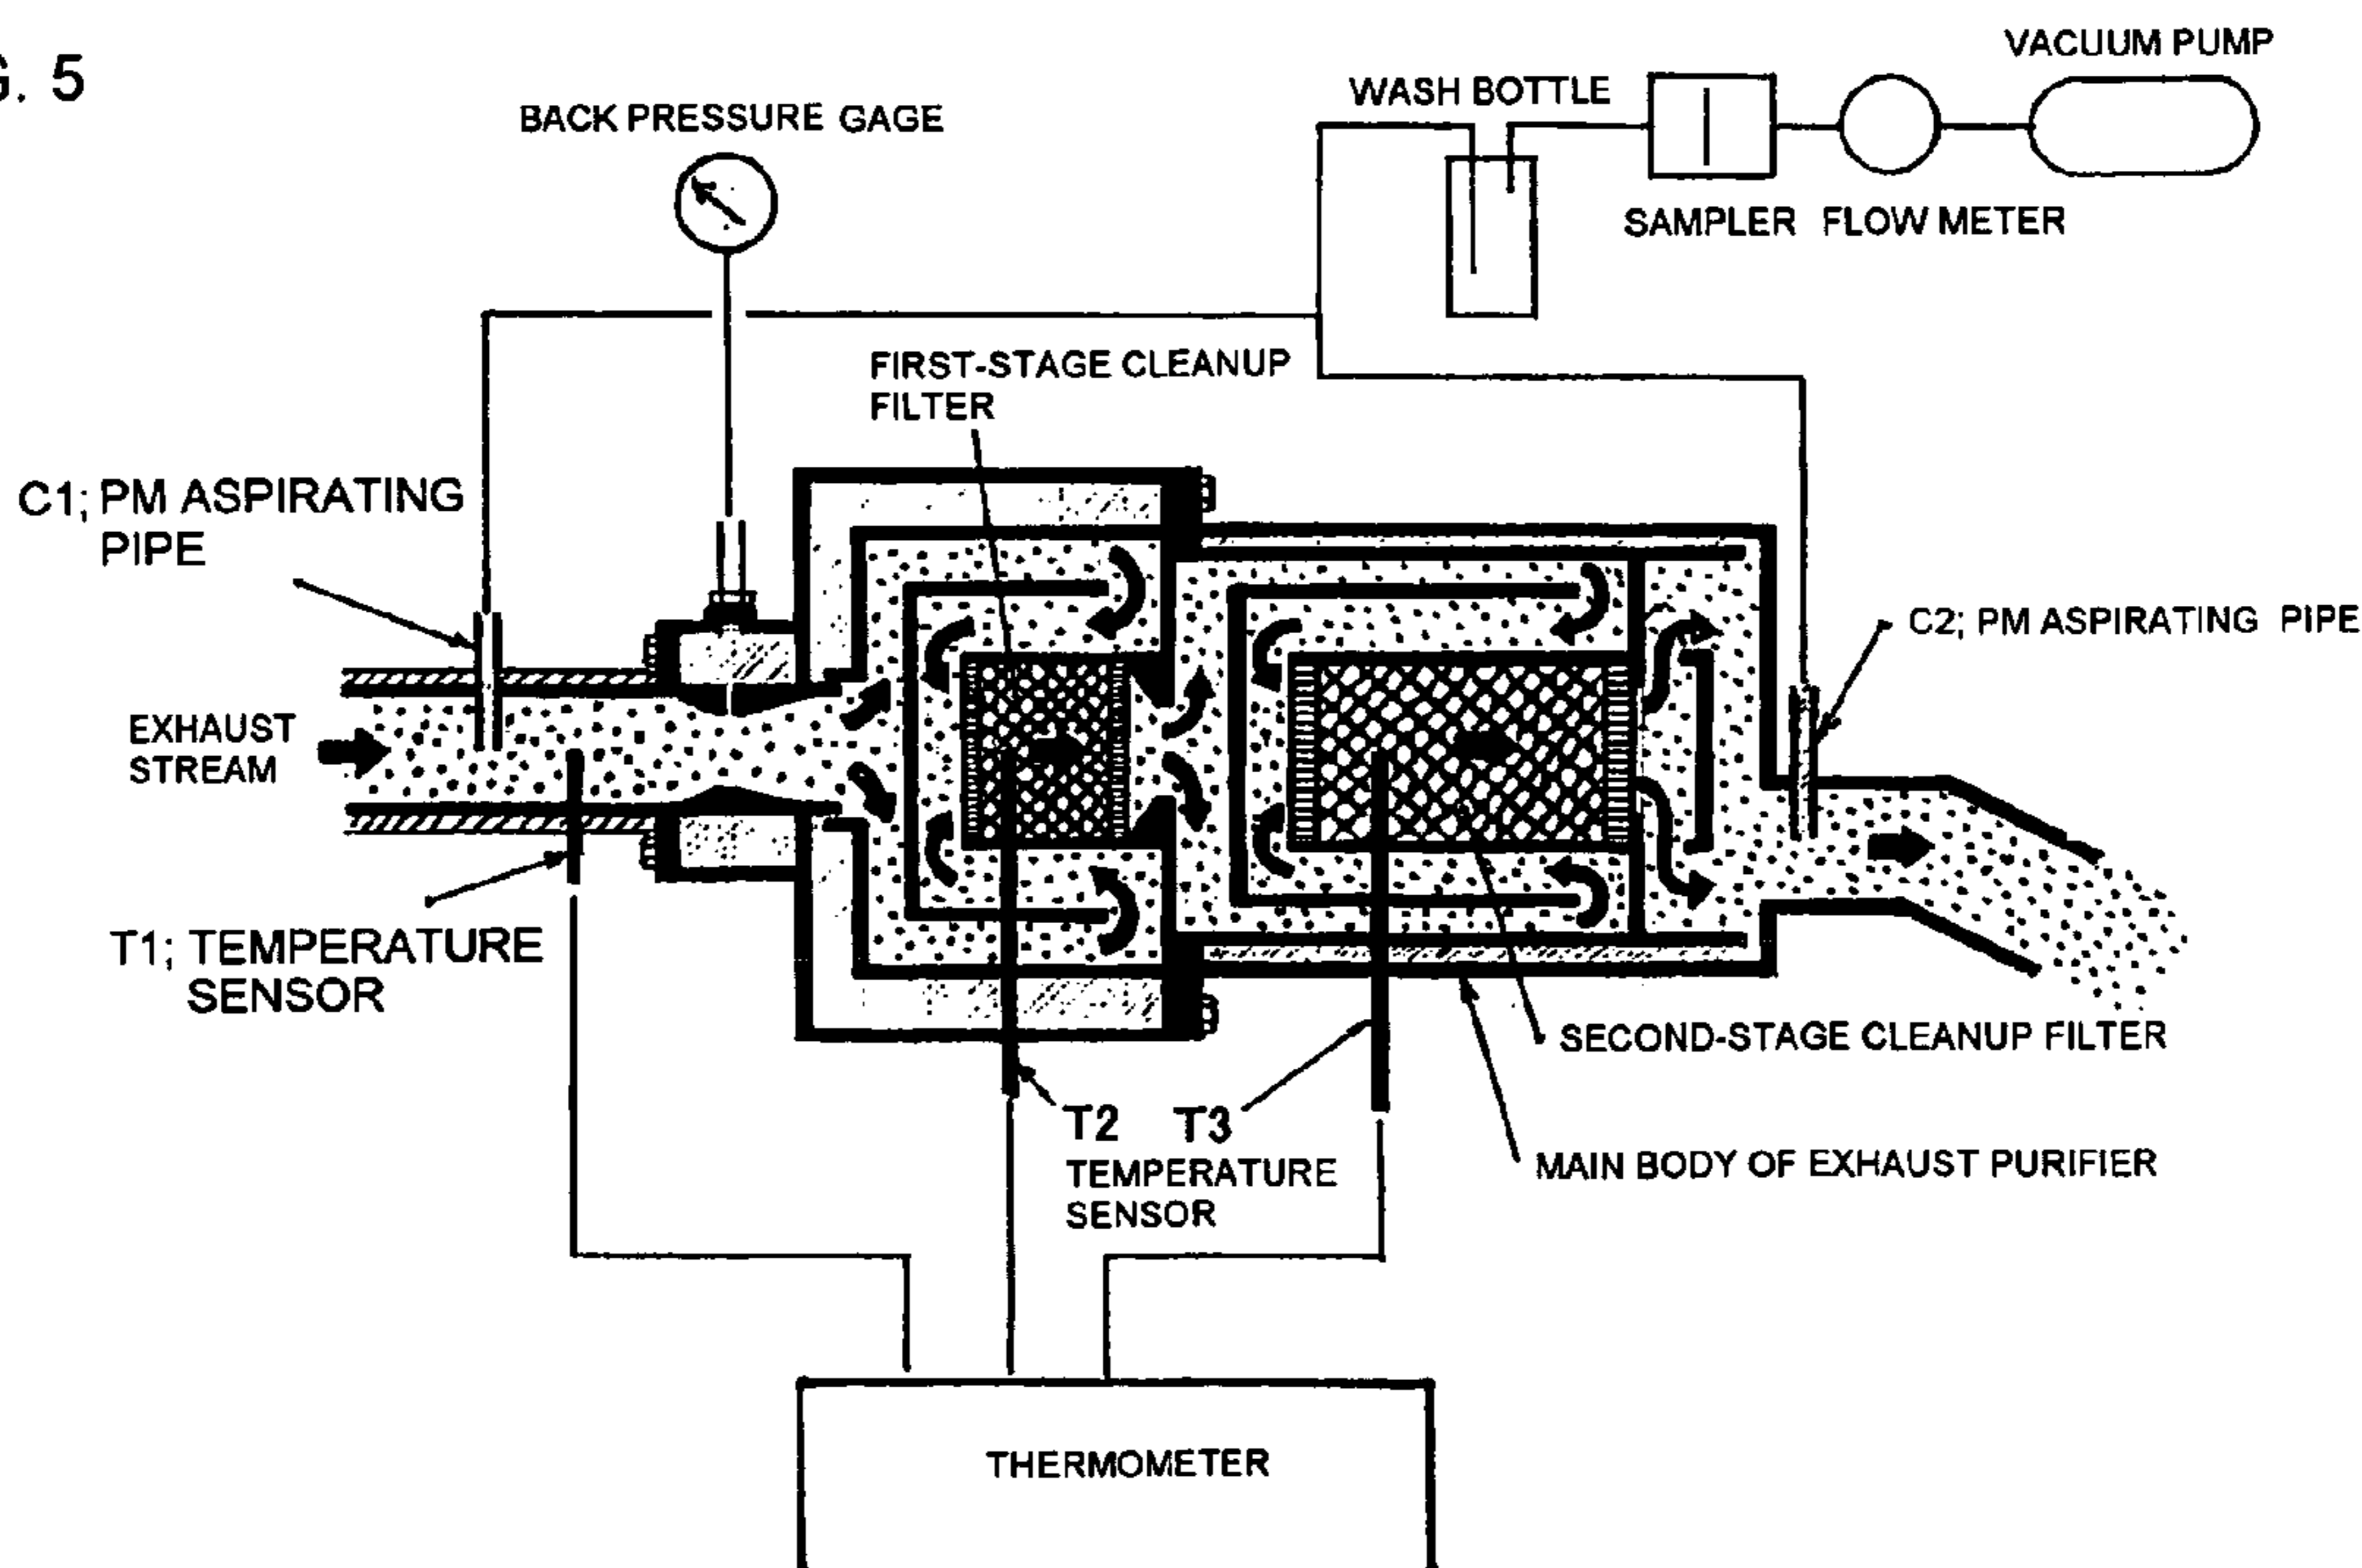 G. 5
VACUUM PUMP
WASH BOTTLE
BACK PRESSURE GAGE
SAMPLER FLOW METER
FIRST-STAGE CLEANUP
FILTER
C1; PM ASPIRATING
PIPE
C2; PM ASPIRATING PIPE
EXHAUST
STREAM
T1; TEMPERATURE
SENSOR
SECOND-STAGE CLEANUP FILTER
T2 T3
TEMPERATURE
SENSOR
MAIN BODY OF EXHAUST PURIFIER
THERMOMETER